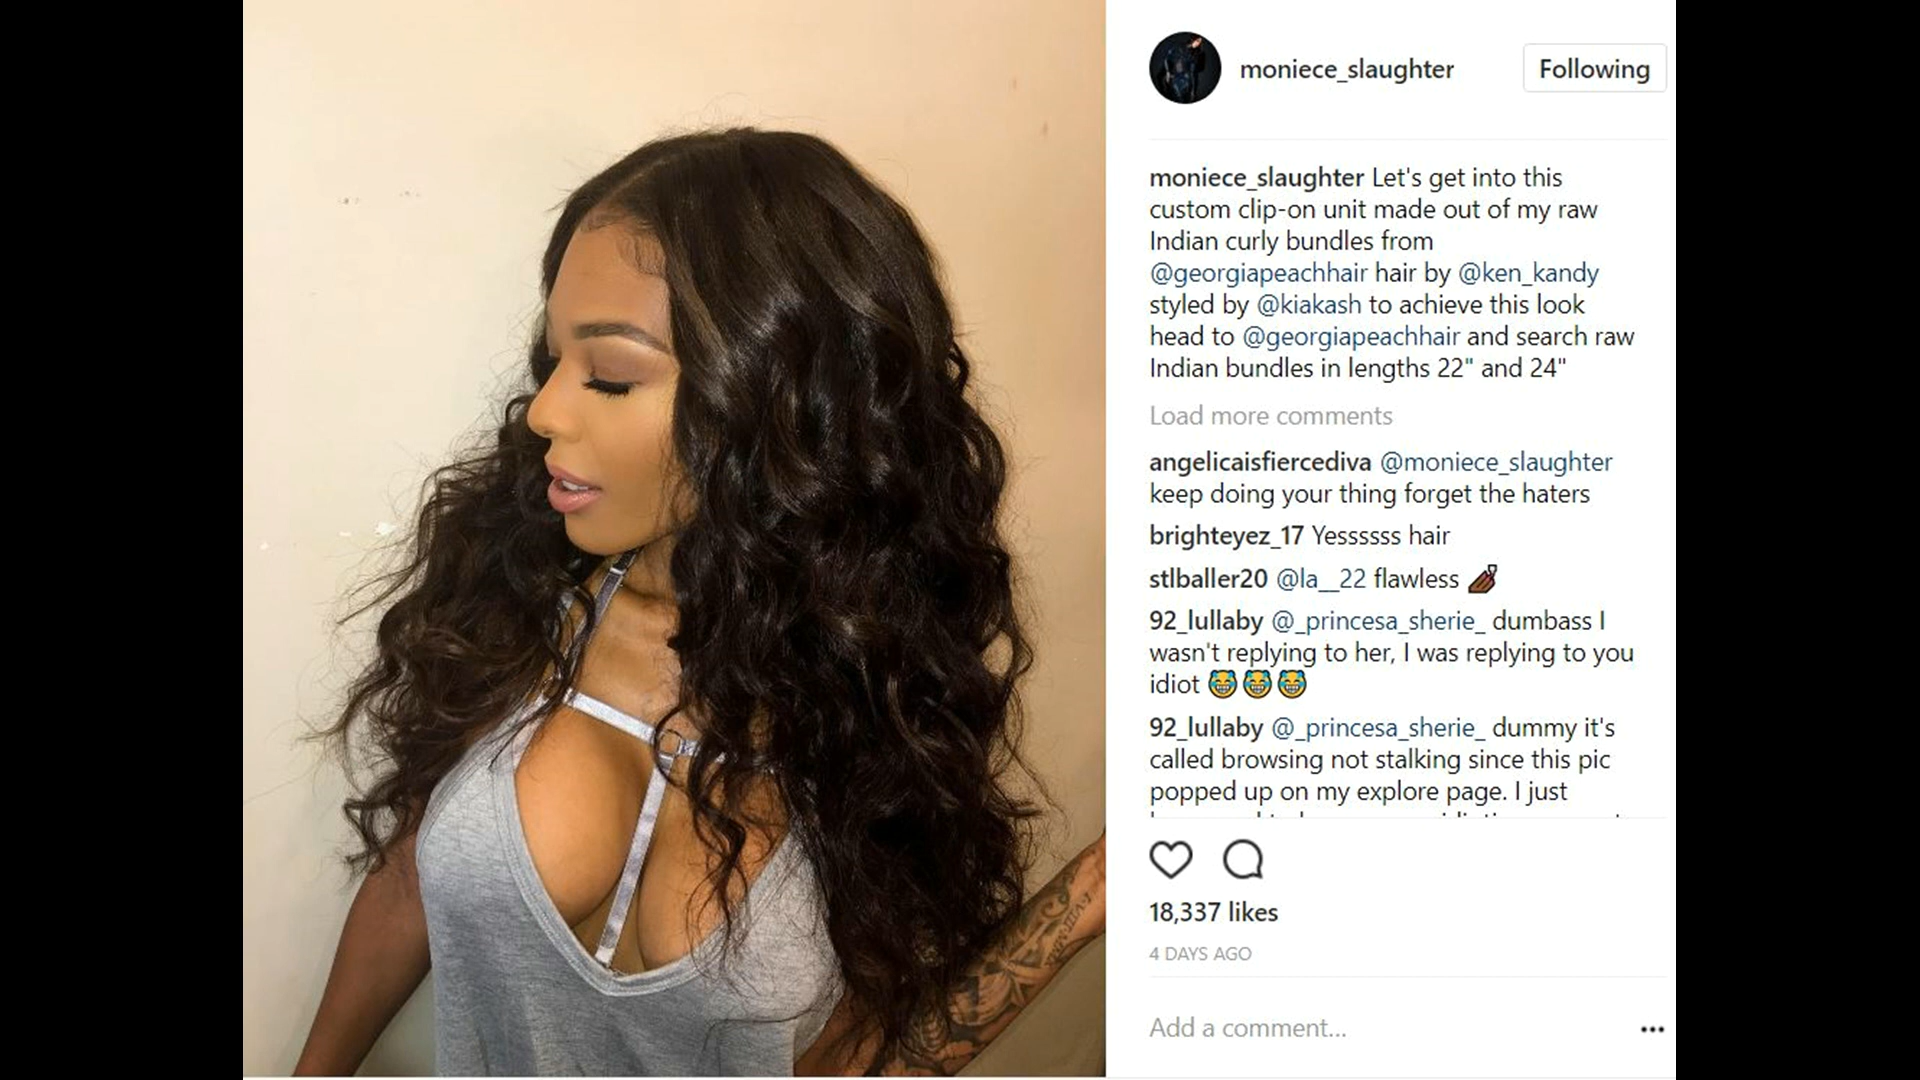 moniece_slaughter
Following
moniece_slaughter Let's get into this
custom clip-on unit made out of my raw
Indian curly bundles from
@georgiapeachhair hair by @ken_kandy
styled by @kiakash to achieve this look
head to @georgiapeachhair and search raw
Indian bundles in lengths 22" and 24"
Load more comments
angelicaisfiercediva @moniece_slaughter
keep doing your thing forget the haters
brighteyez_17 Yessssss hair
stlballer20 @la__22 flawless 💅🏾
92_lullaby @_princesa_sherie_ dumbass I
wasn't replying to her, I was replying to you
idiot 😹😹😹
92_lullaby @_princesa_sherie_ dummy it's
called browsing not stalking since this pic
popped up on my explore page. I just
18,337 likes
4 DAYS AGO
Add a comment...